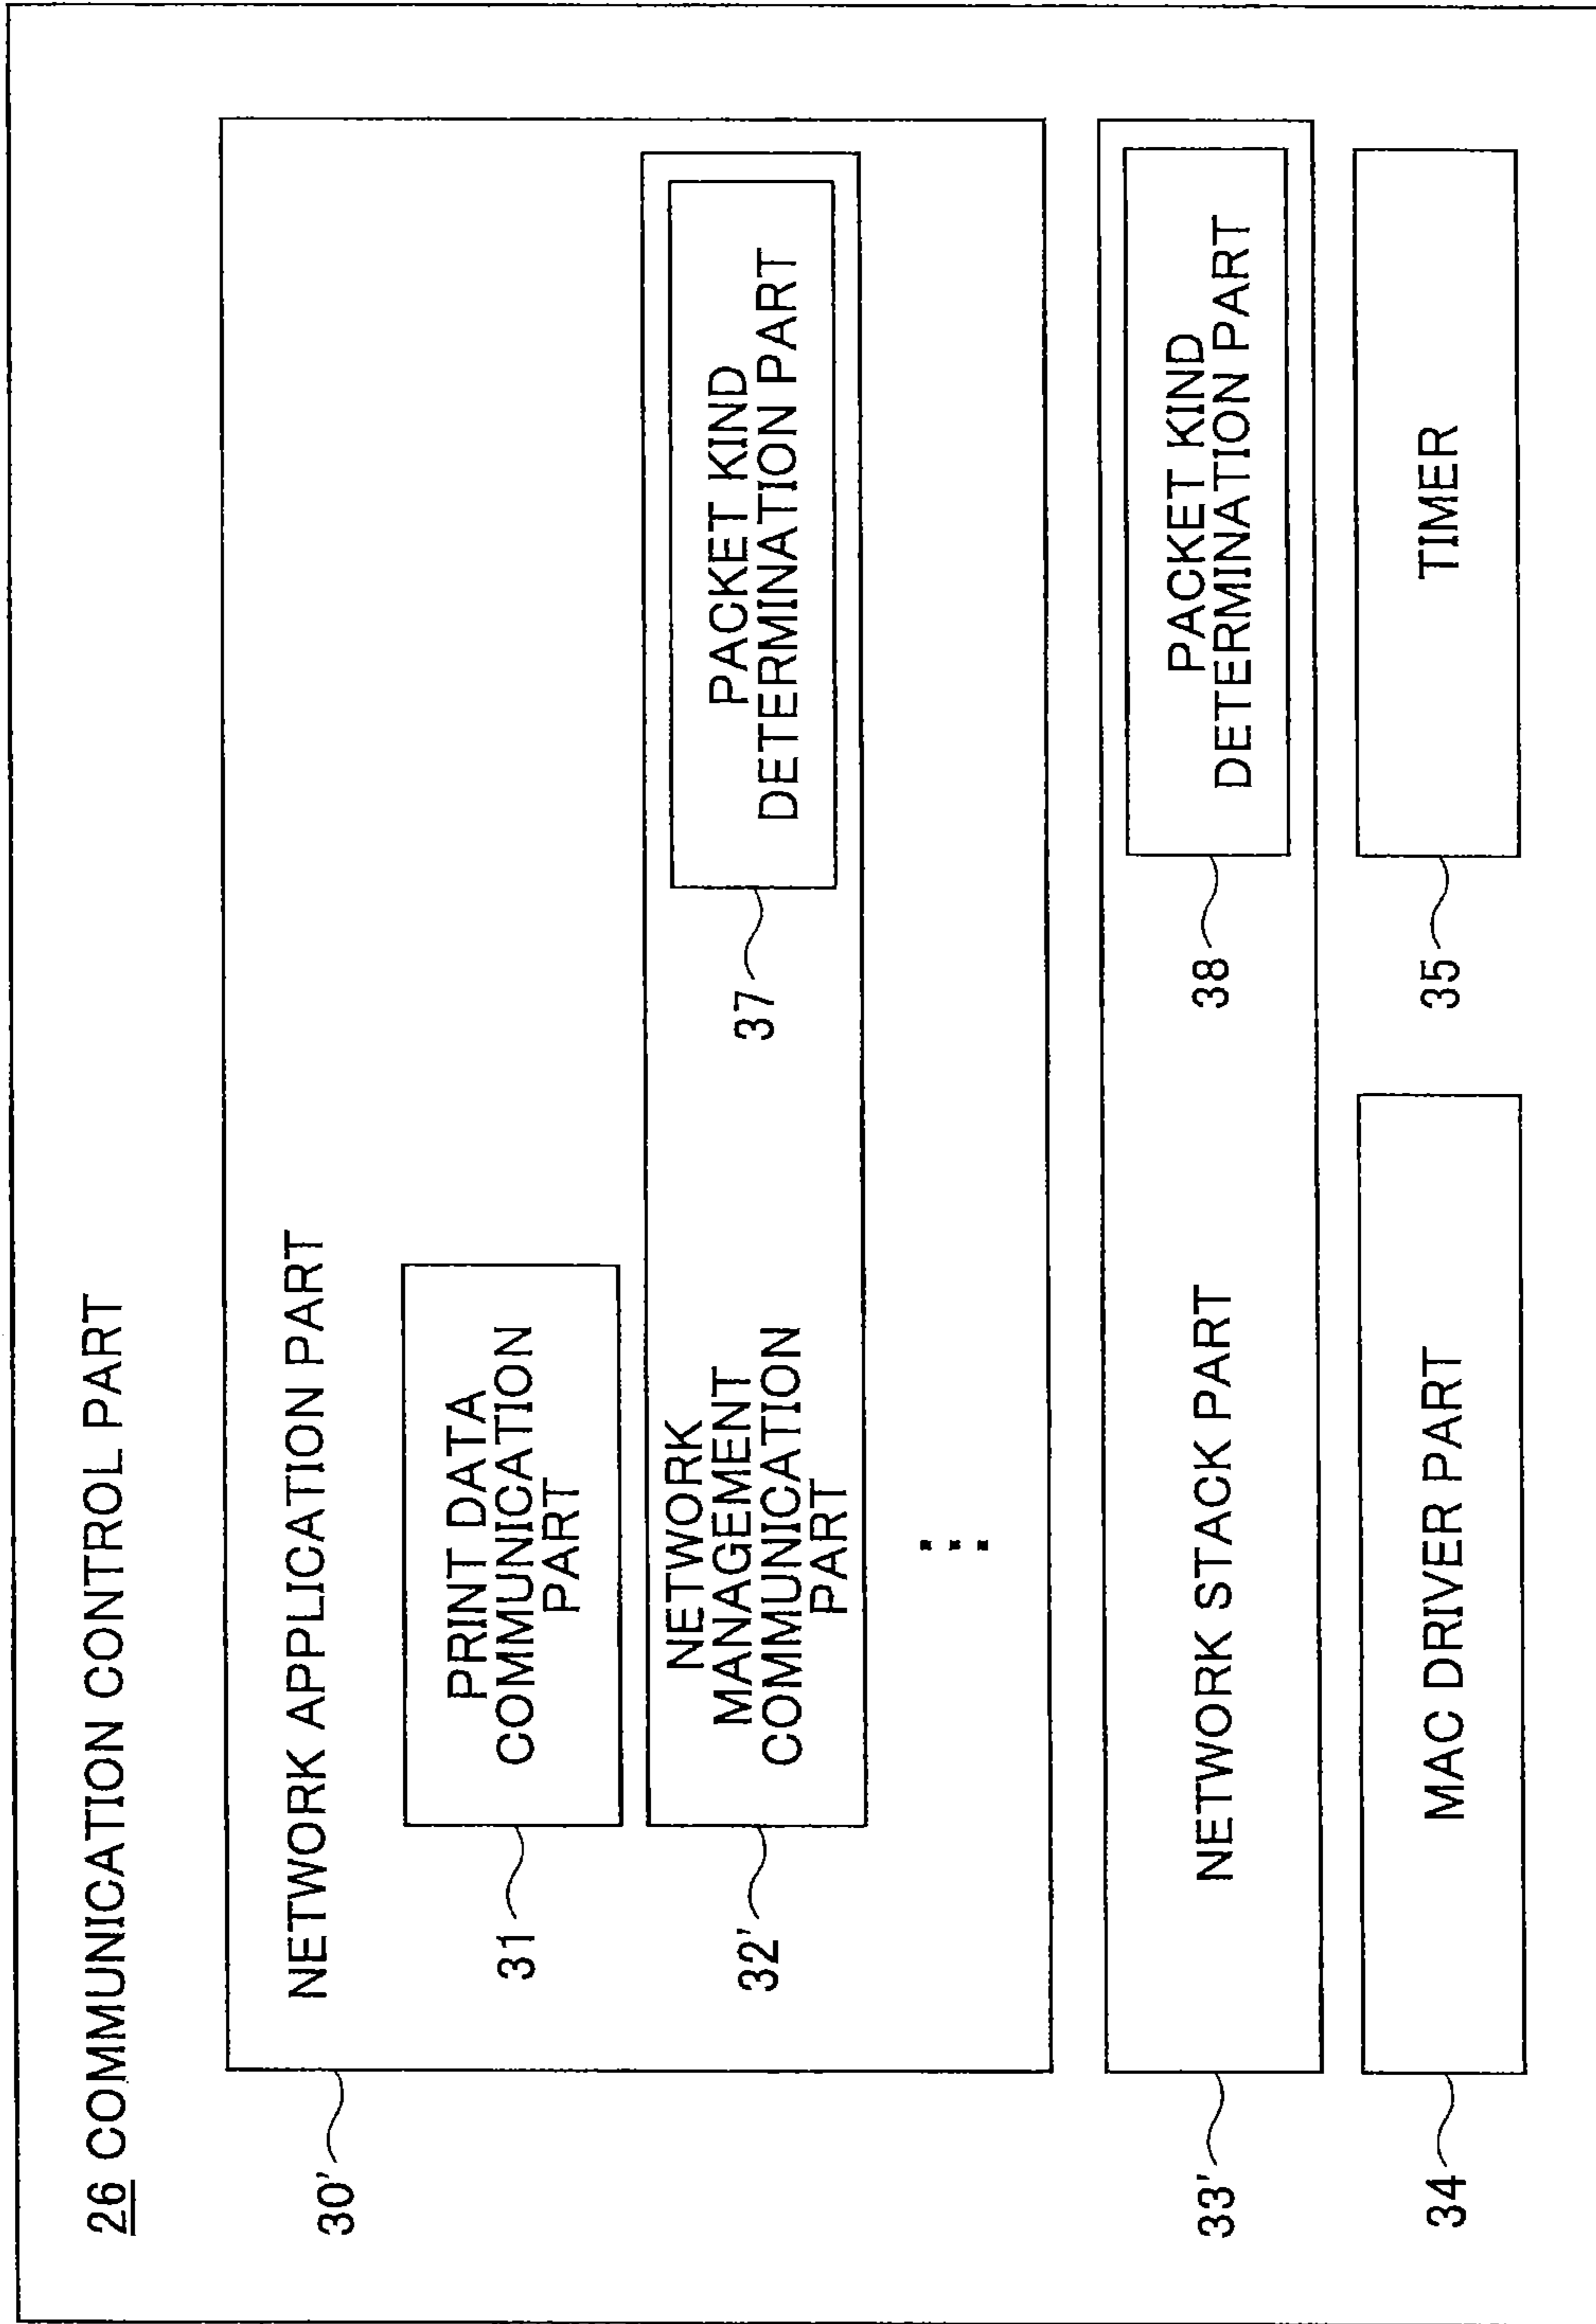 26 COMMUNICATION CONTROL PART
30'
NETWORK APPLICATION PART
31
PRINT DATA
COMMUNICATION
PART
32'
NETWORK
MANAGEMENT
COMMUNICATION
PART
37
PACKET KIND
DETERMINATION PART
...
33'
NETWORK STACK PART
38
PACKET KIND
DETERMINATION PART
34
MAC DRIVER PART
35
TIMER